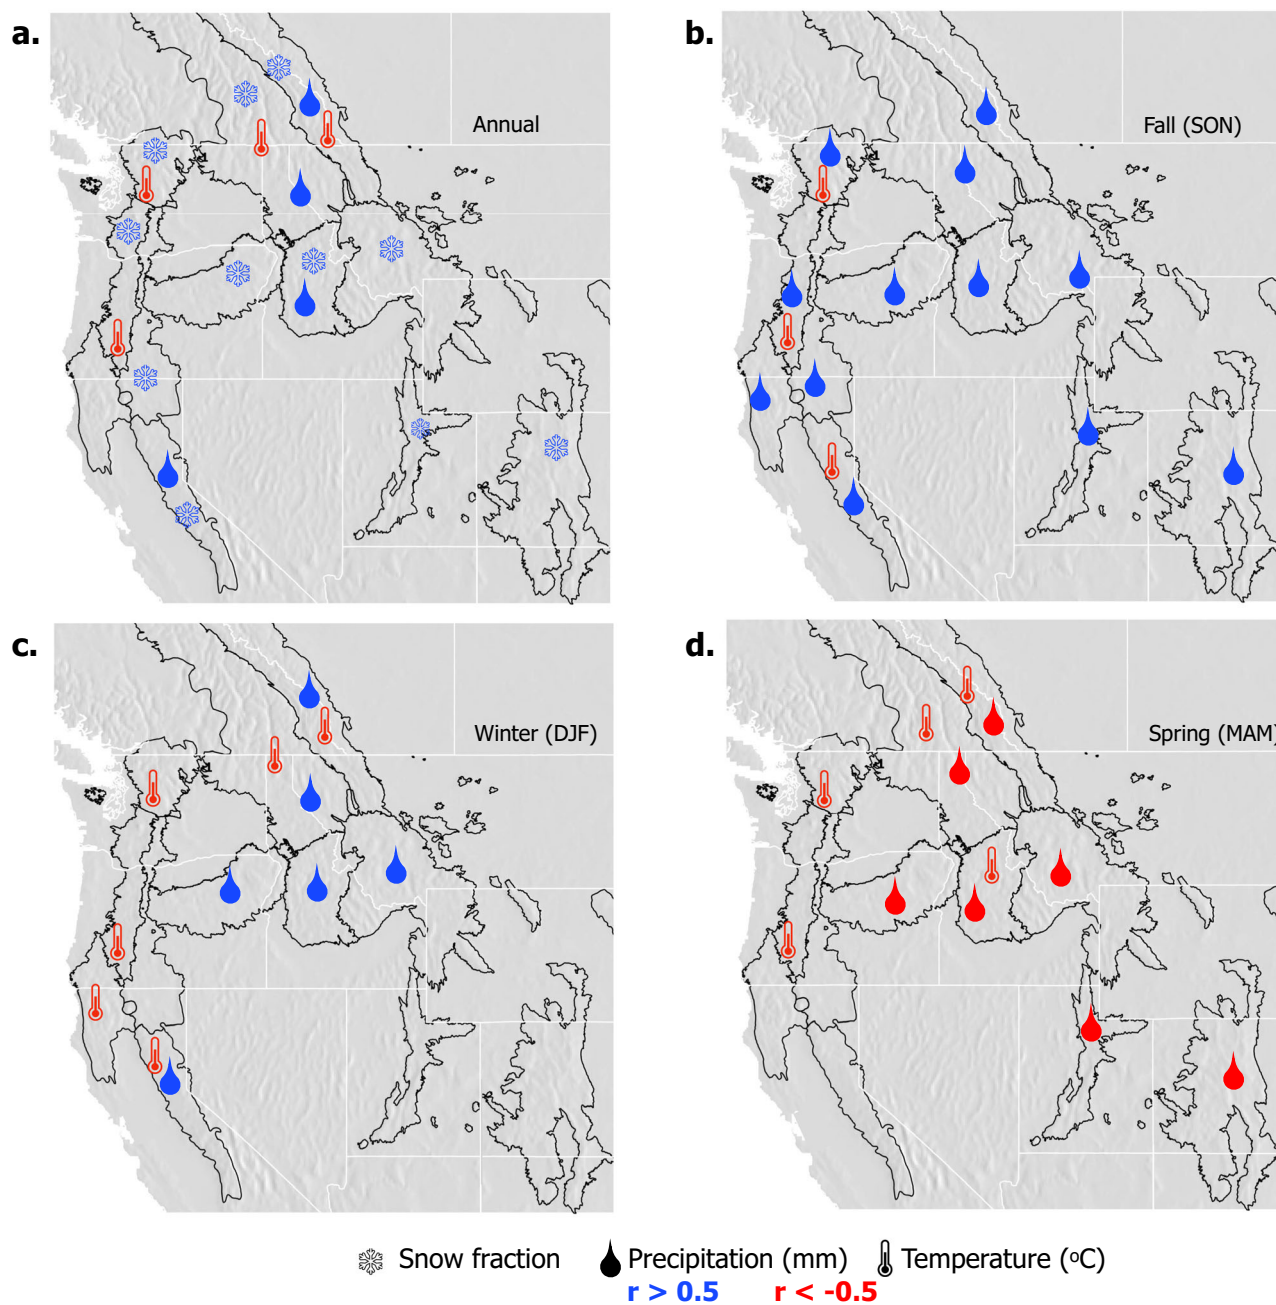 a.
Annual
b.
Fall (SON)
c.
Winter (DJF)
d.
Spring (MAM)
Snow fraction
Precipitation (mm)
Temperature (ºC)
r > 0.5
r < -0.5